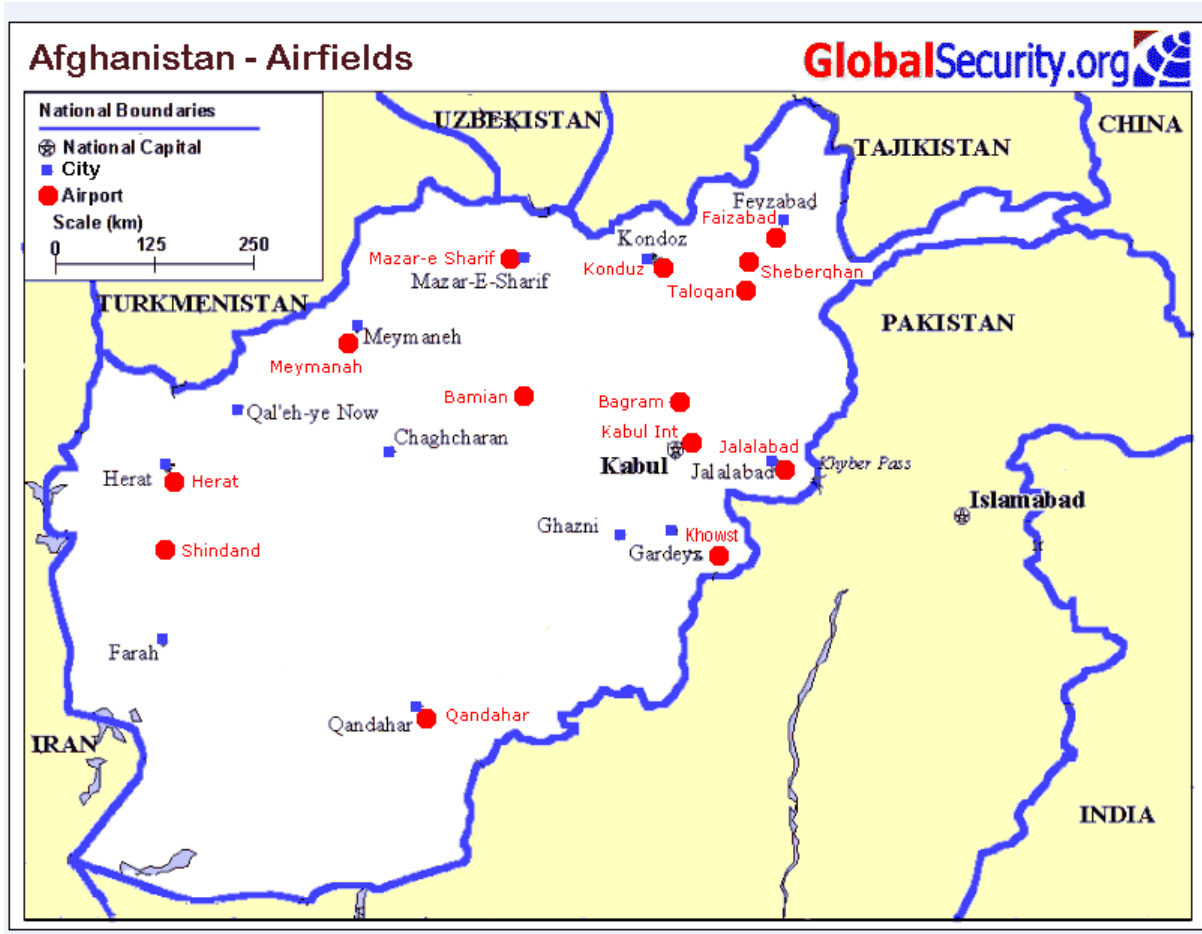 Afghanistan - Airfields
GlobalSecurity.org
National Boundaries
National Capital
City
Airport
Scale (km)
0 125 250
UZBEKISTAN
CHINA
TAJIKISTAN
Feyzabad
Faizabad
Kondoz
Mazar-e Sharif
Konduz
Sheberqhan
Mazar-E-Sharif
Taloqan
TURKMENISTAN
PAKISTAN
Meymaneh
Meymanah
Bamian
Bagram
Qal'eh-ye Now
Chaghcharan
Kabul Int
Jalalabad
Kabul
Jalalabad
Khyber Pass
Herat
Herat
Islamabad
Ghazni
Khowst
Shindand
Gardeyz
Farah
Qandahar
Qandahar
IRAN
INDIA